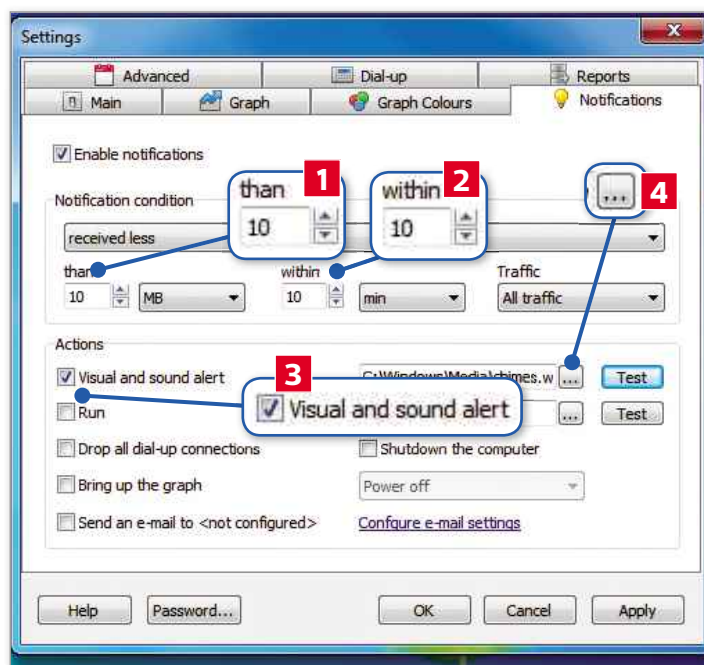 Settings
Advanced Dial-up Reports
Main Graph Graph Colours Notifications
Enable notifications
than 1
10
within 2
10
... 4
Notification condition
received less
than within Traffic
10 MB 10 min All traffic
Actions
Visual and sound alert C:\Windows\Media\chimes.w ... Test
3
Visual and sound alert
Run ... Test
Drop all dial-up connections Shutdown the computer
Bring up the graph Power off
Send an e-mail to <not configured> Confgure e-mail settings
Help Password... OK Cancel Apply